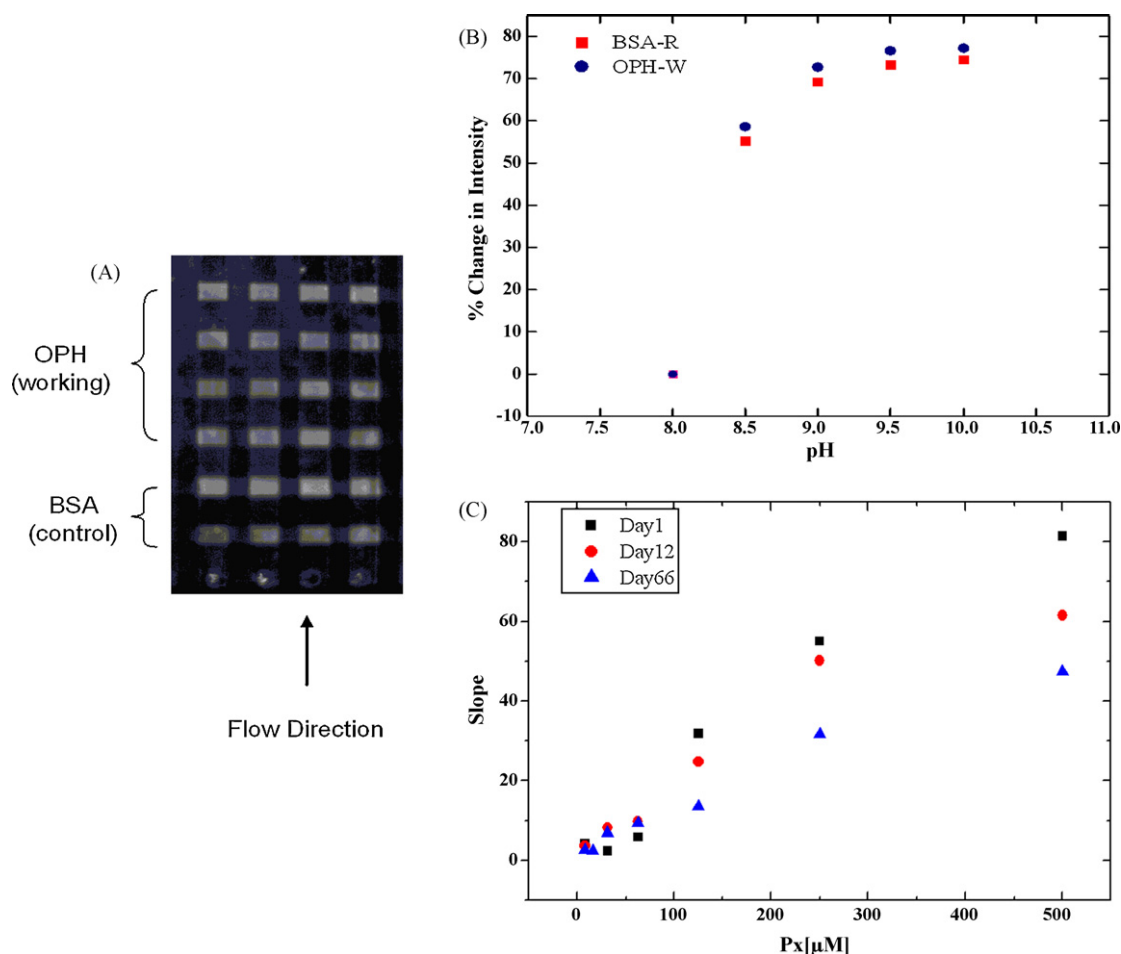 (A)
OPH
(working)
BSA
(control)
Flow Direction
(B)
BSA-R
OPH-W
% Change in Intensity
80
70
60
50
40
30
20
10
0
-10
7.0 7.5 8.0 8.5 9.0 9.5 10.0 10.5 11.0
pH
(C)
Day1
Day12
Day66
Slope
80
60
40
20
0
0 100 200 300 400 500
Px[µM]